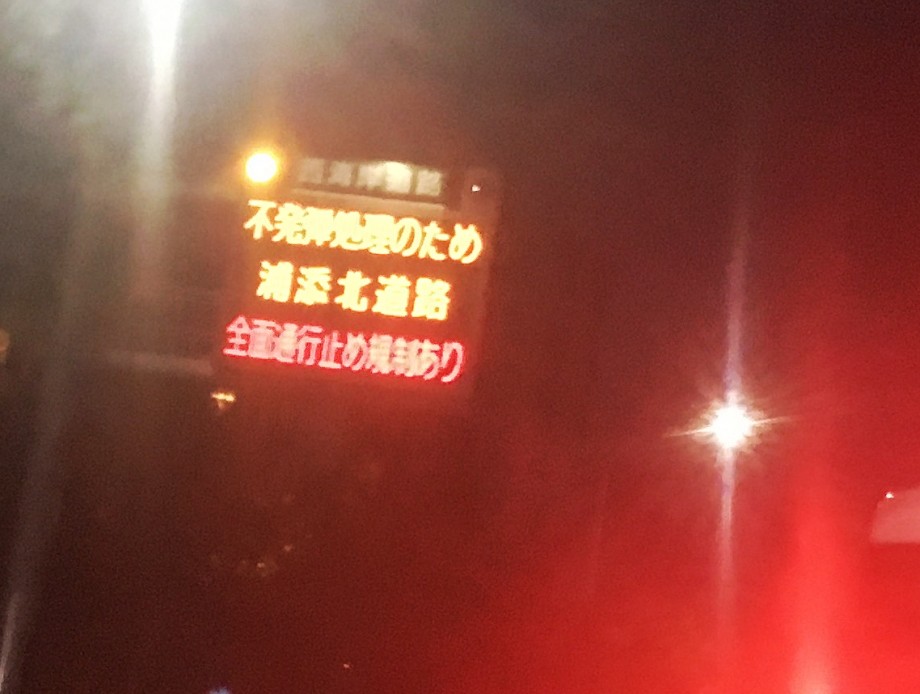 不発弾処理のため
浦添北道路
全面通行止め規制あり